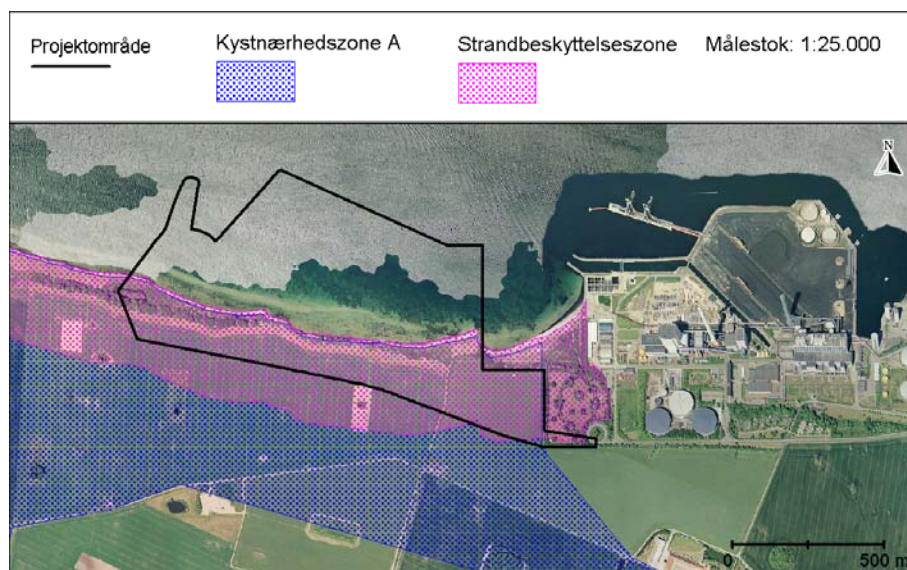 Projektområde
Kystnærhedszone A
Strandbeskyttelseszone
Målestok: 1:25.000
N
0 500 m